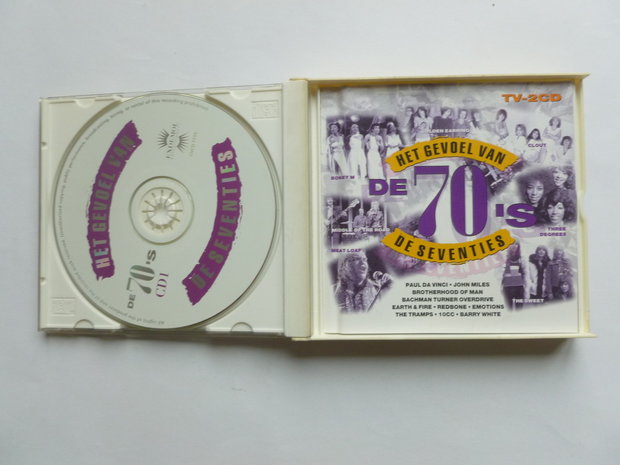 HET GEVOEL VAN
DE SEVENTIES
DE 70'S
CD1
TV-2CD
GOLDEN EARRING
CLOUT
BONEY M
HET GEVOEL VAN
DE 70'S
DE SEVENTIES
MIDDLE OF THE ROAD
THREE
DEGREES
MEAT LOAF
THE SWEET
PAUL DA VINCI • JOHN MILES
BROTHERHOOD OF MAN
BACHMAN TURNER OVERDRIVE
EARTH & FIRE • REDBONE • EMOTIONS
THE TRAMPS • 10CC • BARRY WHITE